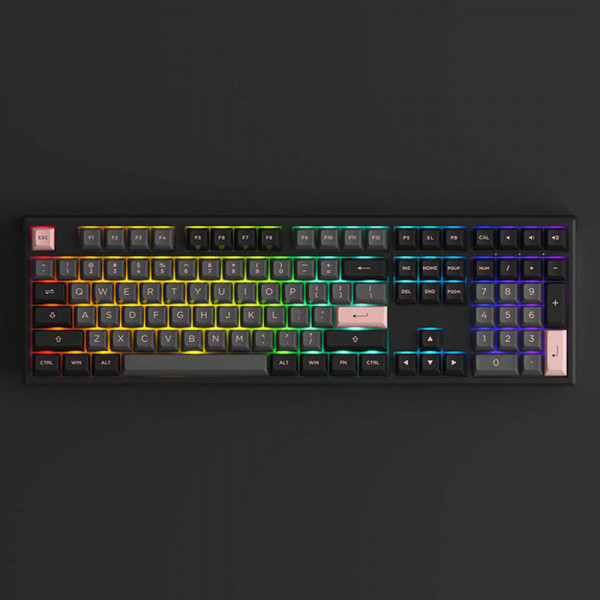 ESC F1 F2 F3 F4 F5 F6 F7 F8 F9 F10 F11 F12 PS SL PB CAL
1 @ 2 # 3 $ 4 % 5 ^ 6 & 7 * 8 ( 9 ) 0 - = INS HOME PGUP NUM / * -
Q W E R T Y U I O P { [ } ] DEL END PGDN 7 8 9 +
A S D F G H J K L 4 5 6
Z X C V B N M 1 2 3
CTRL WIN ALT ALT WIN FN CTRL 0 .